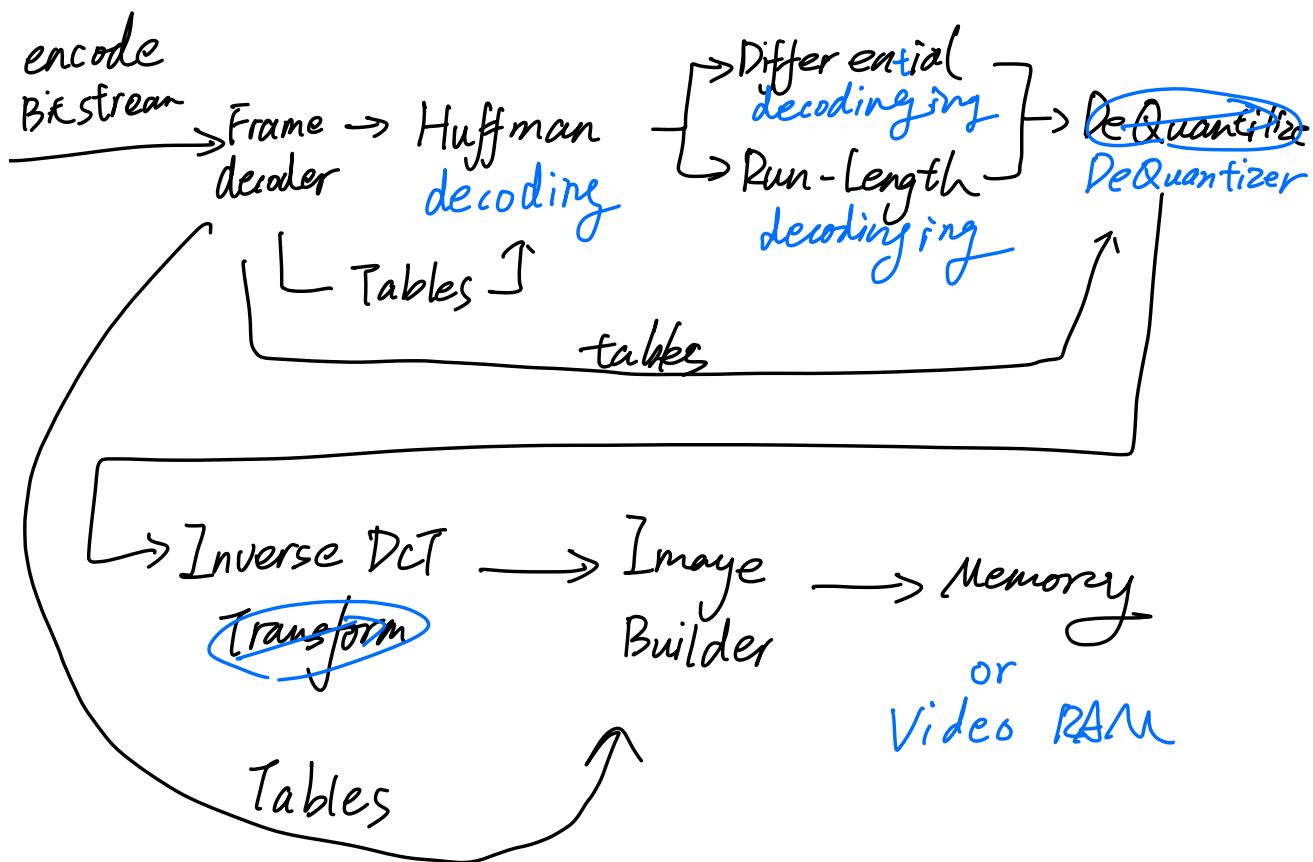 encode
Bitstream
Frame
decoder
Huffman
decoding
Differential
decodinging
Run-Length
decodinging
DeQuantilize
DeQuantizer
Tables
tables
Inverse DCT
Transform
Image
Builder
Memory
or
Video RAM
Tables